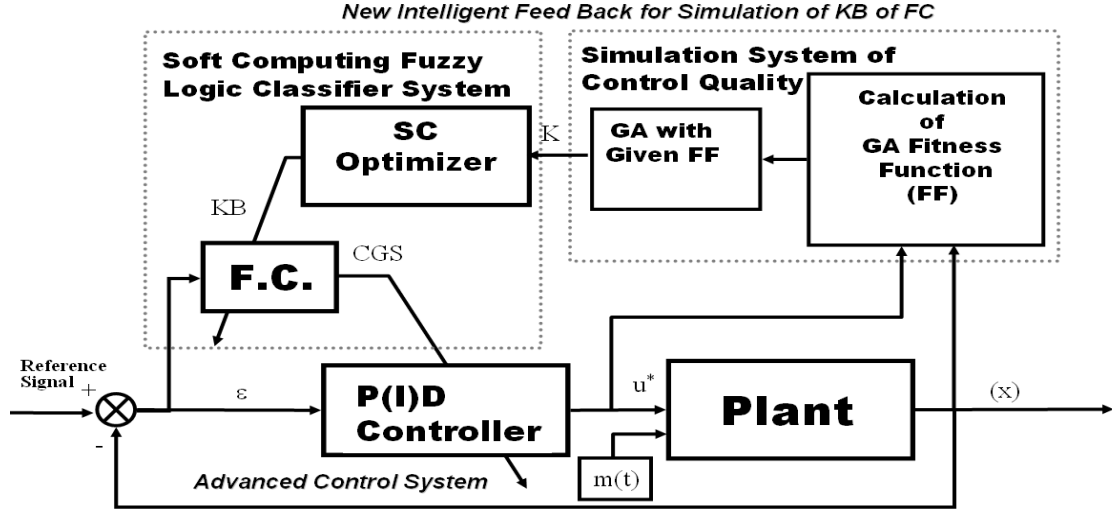 New Intelligent Feed Back for Simulation of KB of FC
Soft Computing Fuzzy
Logic Classifier System
Simulation System of
Control Quality
SC
Optimizer
K
GA with
Given FF
Calculation
of
GA Fitness
Function
(FF)
KB
CGS
F.C.
Reference
Signal
+
-
ε
P(I)D
Controller
u*
Plant
(x)
m(t)
Advanced Control System